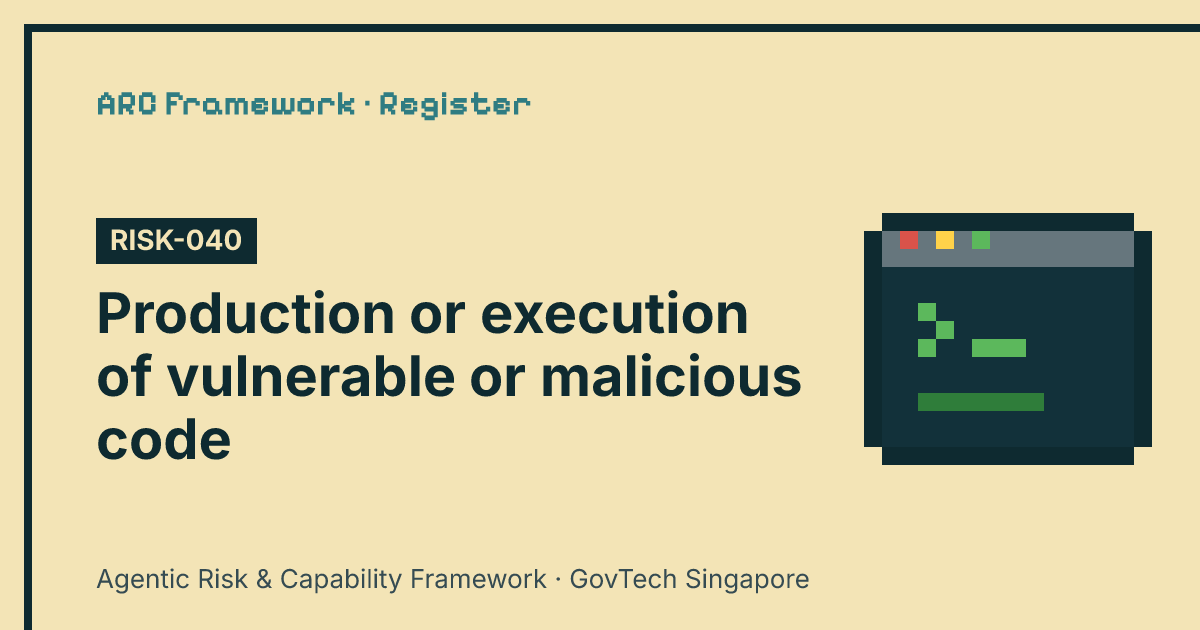 ARC Framework · Register
RISK-040
Production or execution
of vulnerable or malicious
code
Agentic Risk & Capability Framework · GovTech Singapore